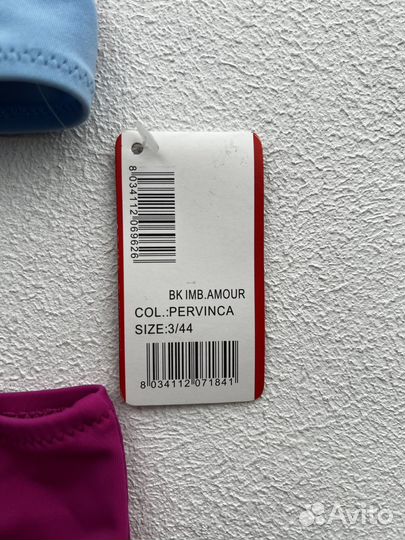 8 034112 069626
BK IMB.AMOUR
COL.:PERVINCA
SIZE:3/44
8 034112 071841
Avito